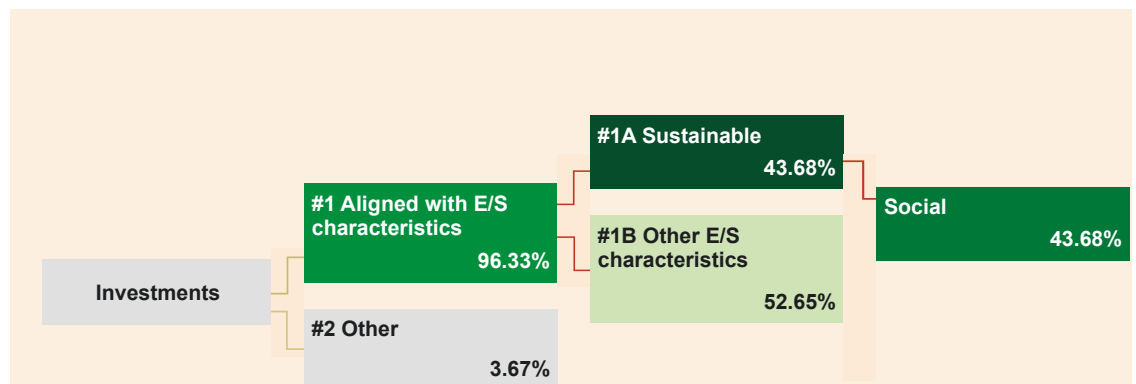 Investments
#1 Aligned with E/S
characteristics
96.33%
#2 Other
3.67%
#1A Sustainable
43.68%
#1B Other E/S
characteristics
52.65%
Social
43.68%